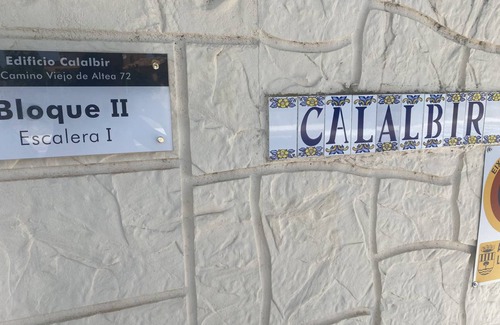 Edificio Calalbir
Camino Viejo de Altea 72
Bloque II
Escalera I
CALALBIR